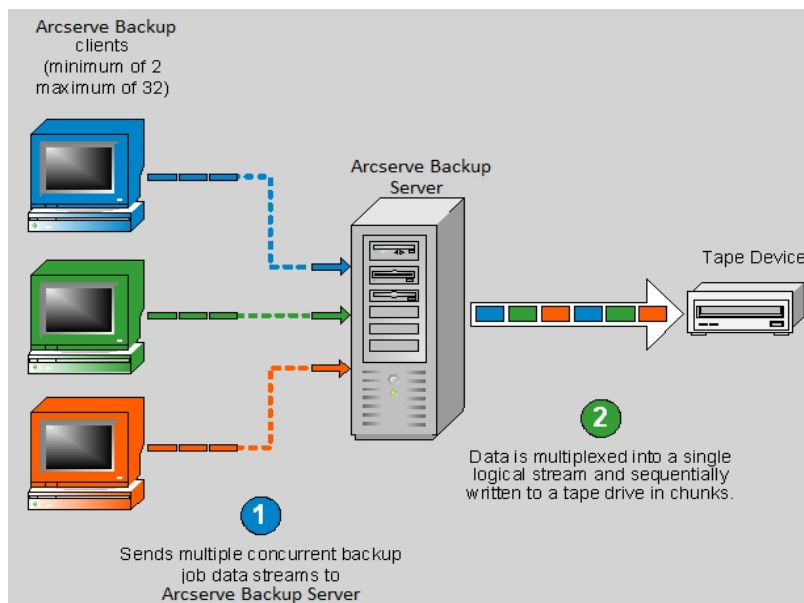 Arcserve Backup
clients
(minimum of 2
maximum of 32)
Arcserve Backup
Server
Tape Device
1
Sends multiple concurrent backup
job data streams to
Arcserve Backup Server
2
Data is multiplexed into a single
logical stream and sequentially
written to a tape drive in chunks.